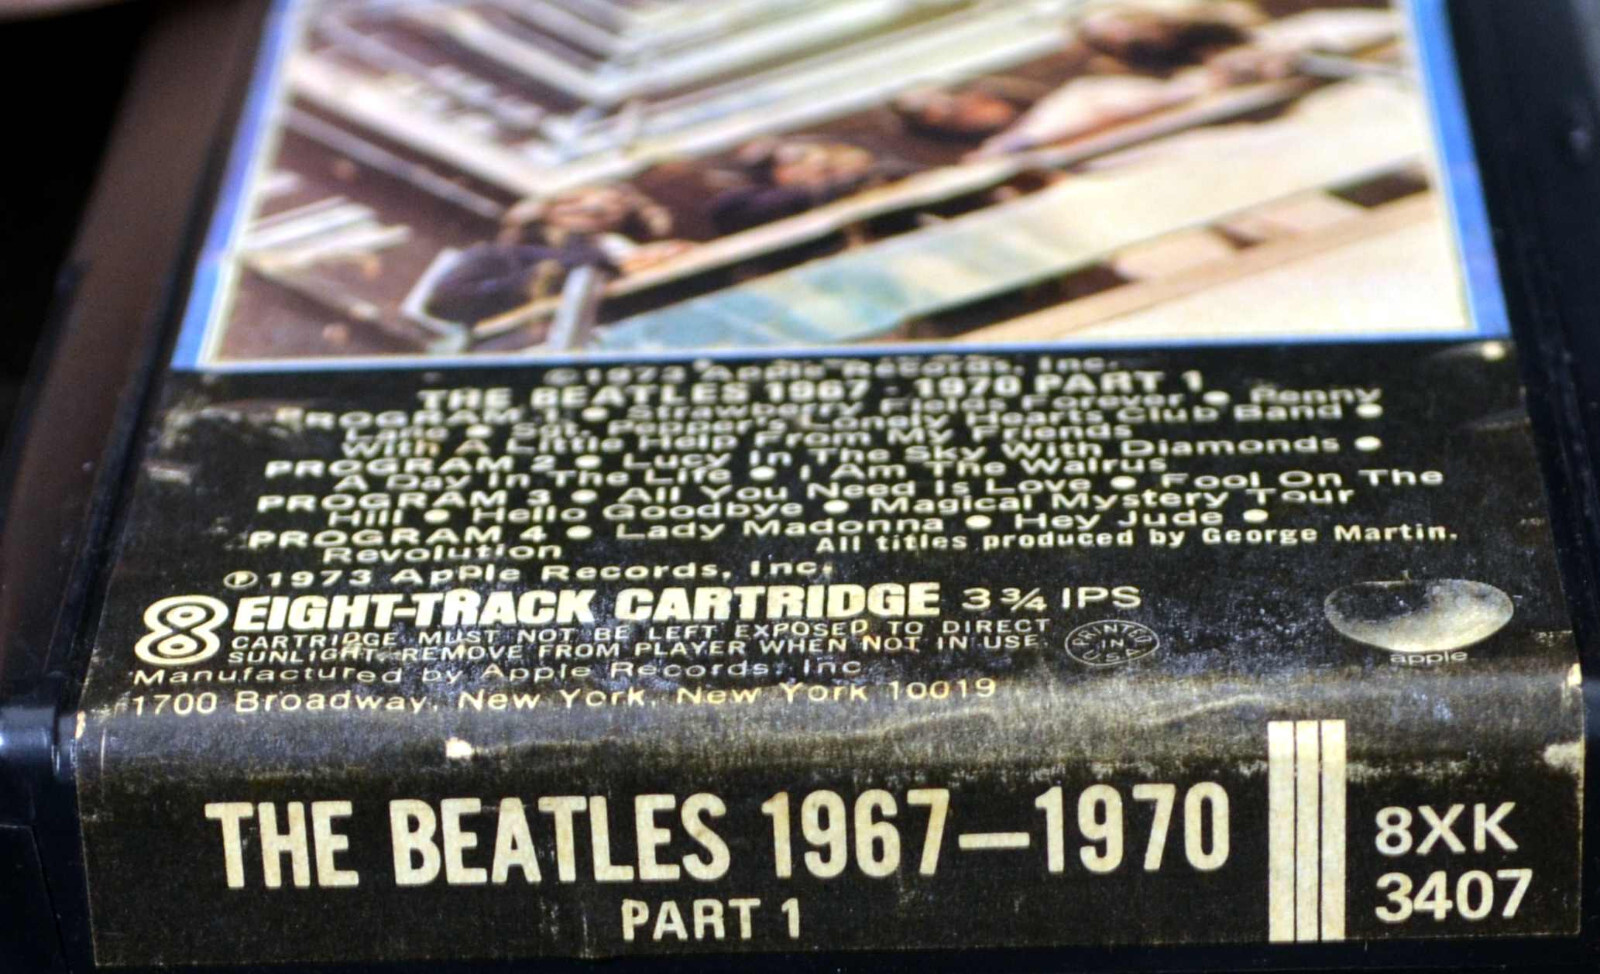 ©1973 Apple Records, Inc.
THE BEATLES 1967 - 1970 PART 1
PROGRAM 1 • Strawberry Fields Forever • Penny
Lane • Sgt. Pepper's Lonely Hearts Club Band •
With A Little Help From My Friends
PROGRAM 2 • Lucy In The Sky With Diamonds •
A Day In The Life • I Am The Walrus
PROGRAM 3 • All You Need Is Love • Fool On The
Hill • Hello Goodbye • Magical Mystery Tour
PROGRAM 4 • Lady Madonna • Hey Jude •
Revolution
All titles produced by George Martin.
℗1973 Apple Records, Inc.
8 EIGHT-TRACK CARTRIDGE 3 3/4 IPS
CARTRIDGE MUST NOT BE LEFT EXPOSED TO DIRECT
SUNLIGHT-REMOVE FROM PLAYER WHEN NOT IN USE
PRINTED
IN
U.S.A.
apple
Manufactured by Apple Records, Inc
1700 Broadway, New York, New York 10019
THE BEATLES 1967—1970
PART 1
8XK
3407